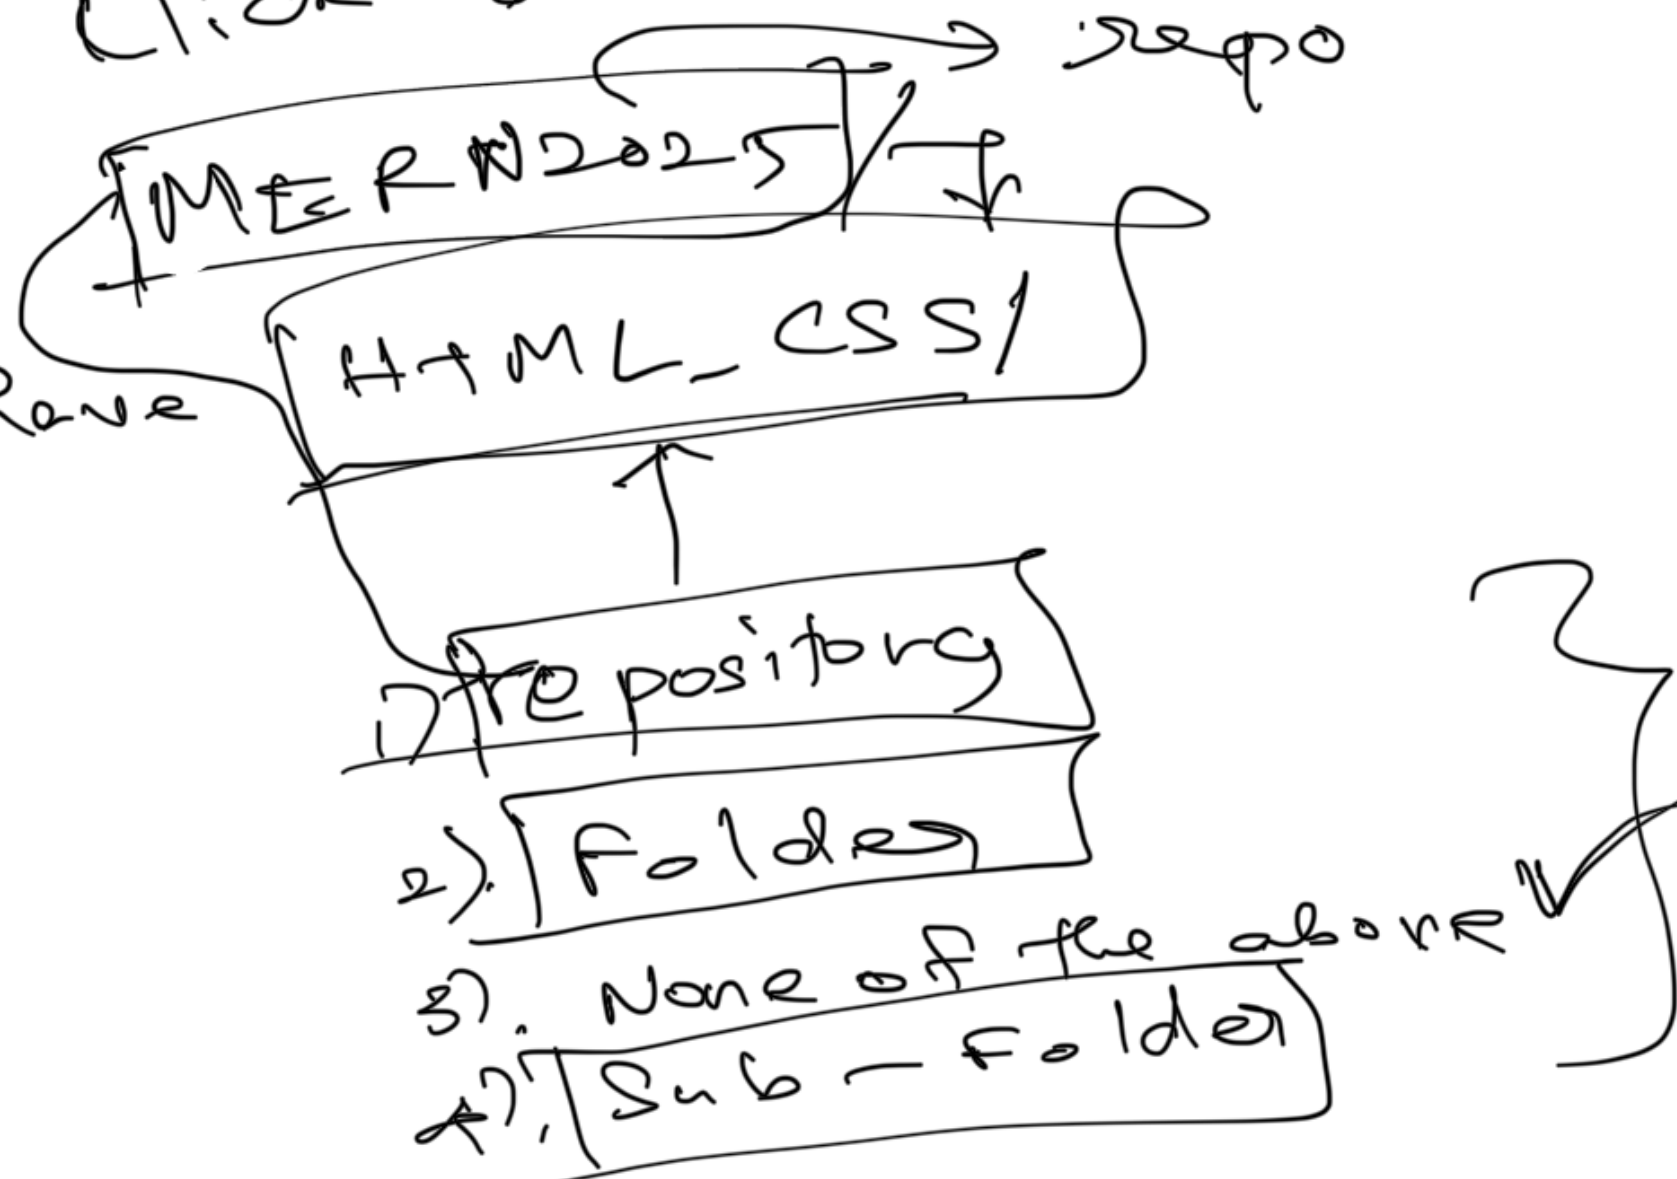 repo
MERN2025/
HTML_CSS/
1) repository
2). Folder
3). None of the above
4). Sub-Folder